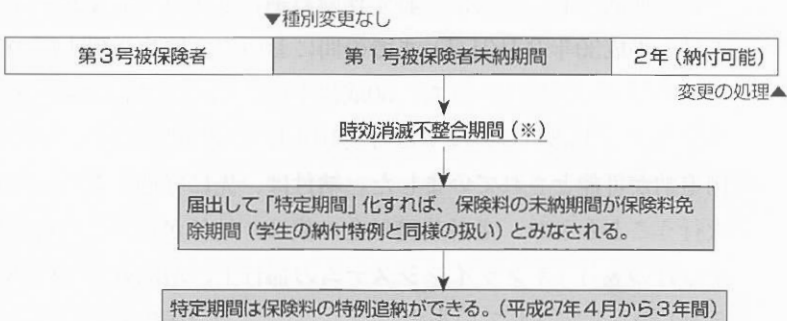 ▼種別変更なし
第3号被保険者 第1号被保険者未納期間 2年(納付可能)
変更の処理▲
時効消滅不整合期間(※)
届出して「特定期間」化すれば、保険料の未納期間が保険料免
除期間(学生の納付特例と同様の扱い)とみなされる。
特定期間は保険料の特例追納ができる。(平成27年4月から3年間)